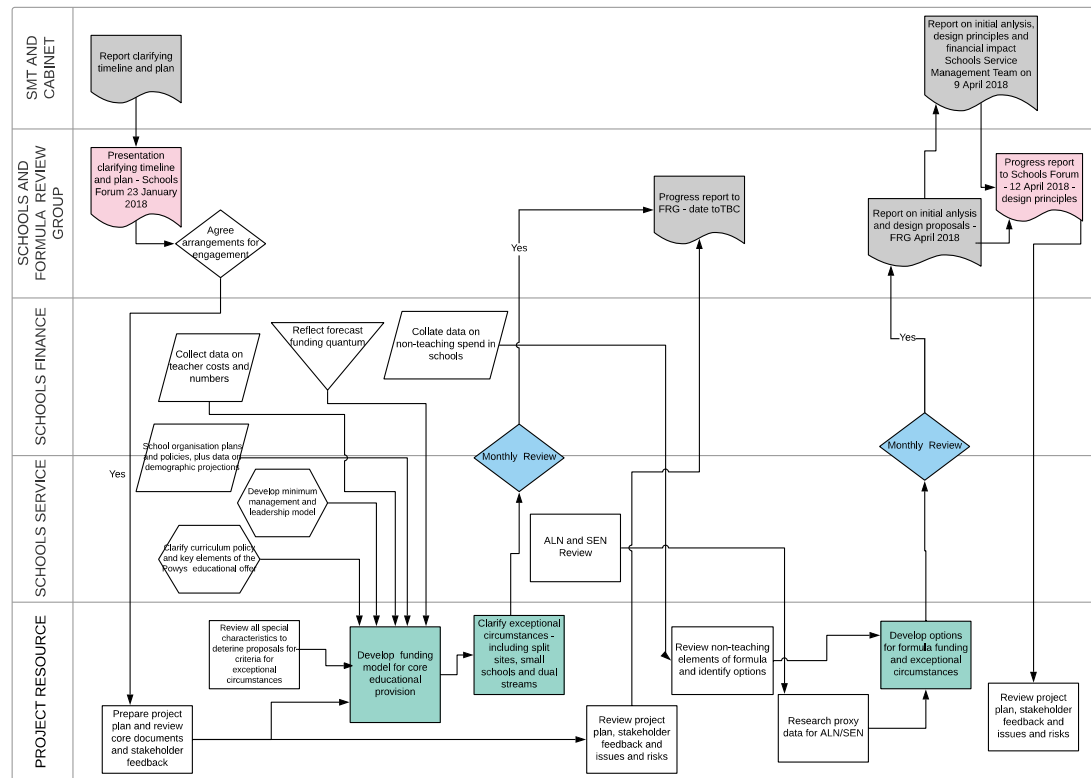 SMT AND
CABINET
Report clarifying
timeline and plan
Report on initial anlysis,
design principles and
financial impact
Schools Service
Management Team on
9 April 2018
SCHOOLS AND
FORMULA REVIEW
GROUP
Presentation
clarifying timeline
and plan - Schools
Forum 23 January
2018
Agree
arrangements for
engagement
Progress report to
FRG - date toTBC
Yes
Report on initial anlysis
and design proposals -
FRG April 2018
Progress report
to Schools Forum
- 12 April 2018 -
design principles
SCHOOLS FINANCE
Collect data on
teacher costs and
numbers
Reflect forecast
funding quantum
Collate data on
non-teaching spend in
schools
Yes
Monthly Review
Monthly Review
SCHOOLS SERVICE
School organisation plans
and policies, plus data on
demographic projections
Yes
Develop minimum
management and
leadership model
Clarify curriculum policy
and key elements of the
Powys educational offer
ALN and SEN
Review
PROJECT RESOURCE
Review all special
characteristics to
deterine proposals for
criteria for
exceptional
circumstances
Develop funding
model for core
educational
provision
Clarify exceptional
circumstances -
including split
sites, small
schools and dual
streams
Review non-teaching
elements of formula
and identify options
Develop options
for formula funding
and exceptional
circumstances
Prepare project
plan and review
core documents
and stakeholder
feedback
Review project
plan, stakeholder
feedback and
issues and risks
Research proxy
data for ALN/SEN
Review project
plan, stakeholder
feedback and
issues and risks